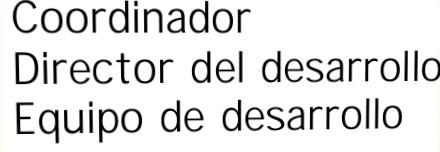 Coordinador
Director del desarrollo
Equipo de desarrollo